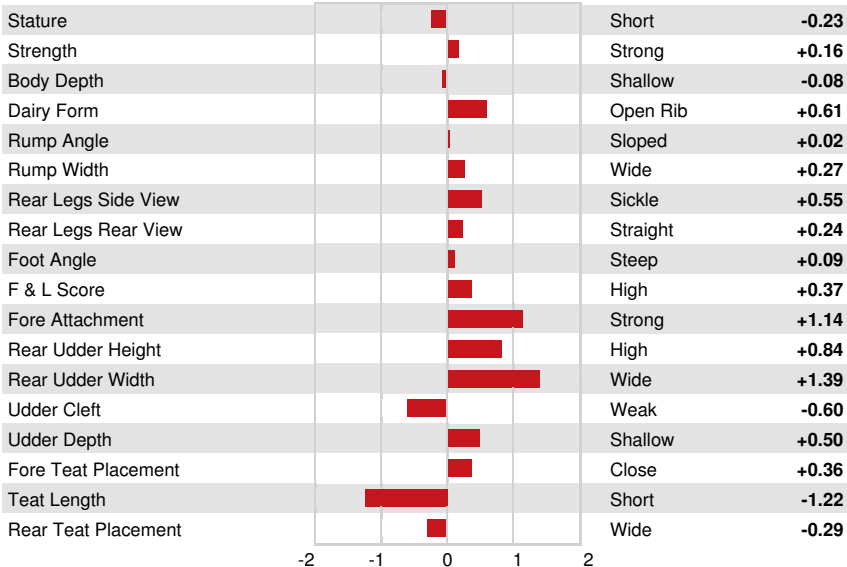 Stature Short -0.23
Strength Strong +0.16
Body Depth Shallow -0.08
Dairy Form Open Rib +0.61
Rump Angle Sloped +0.02
Rump Width Wide +0.27
Rear Legs Side View Sickle +0.55
Rear Legs Rear View Straight +0.24
Foot Angle Steep +0.09
F & L Score High +0.37
Fore Attachment Strong +1.14
Rear Udder Height High +0.84
Rear Udder Width Wide +1.39
Udder Cleft Weak -0.60
Udder Depth Shallow +0.50
Fore Teat Placement Close +0.36
Teat Length Short -1.22
Rear Teat Placement Wide -0.29
-2 -1 0 1 2